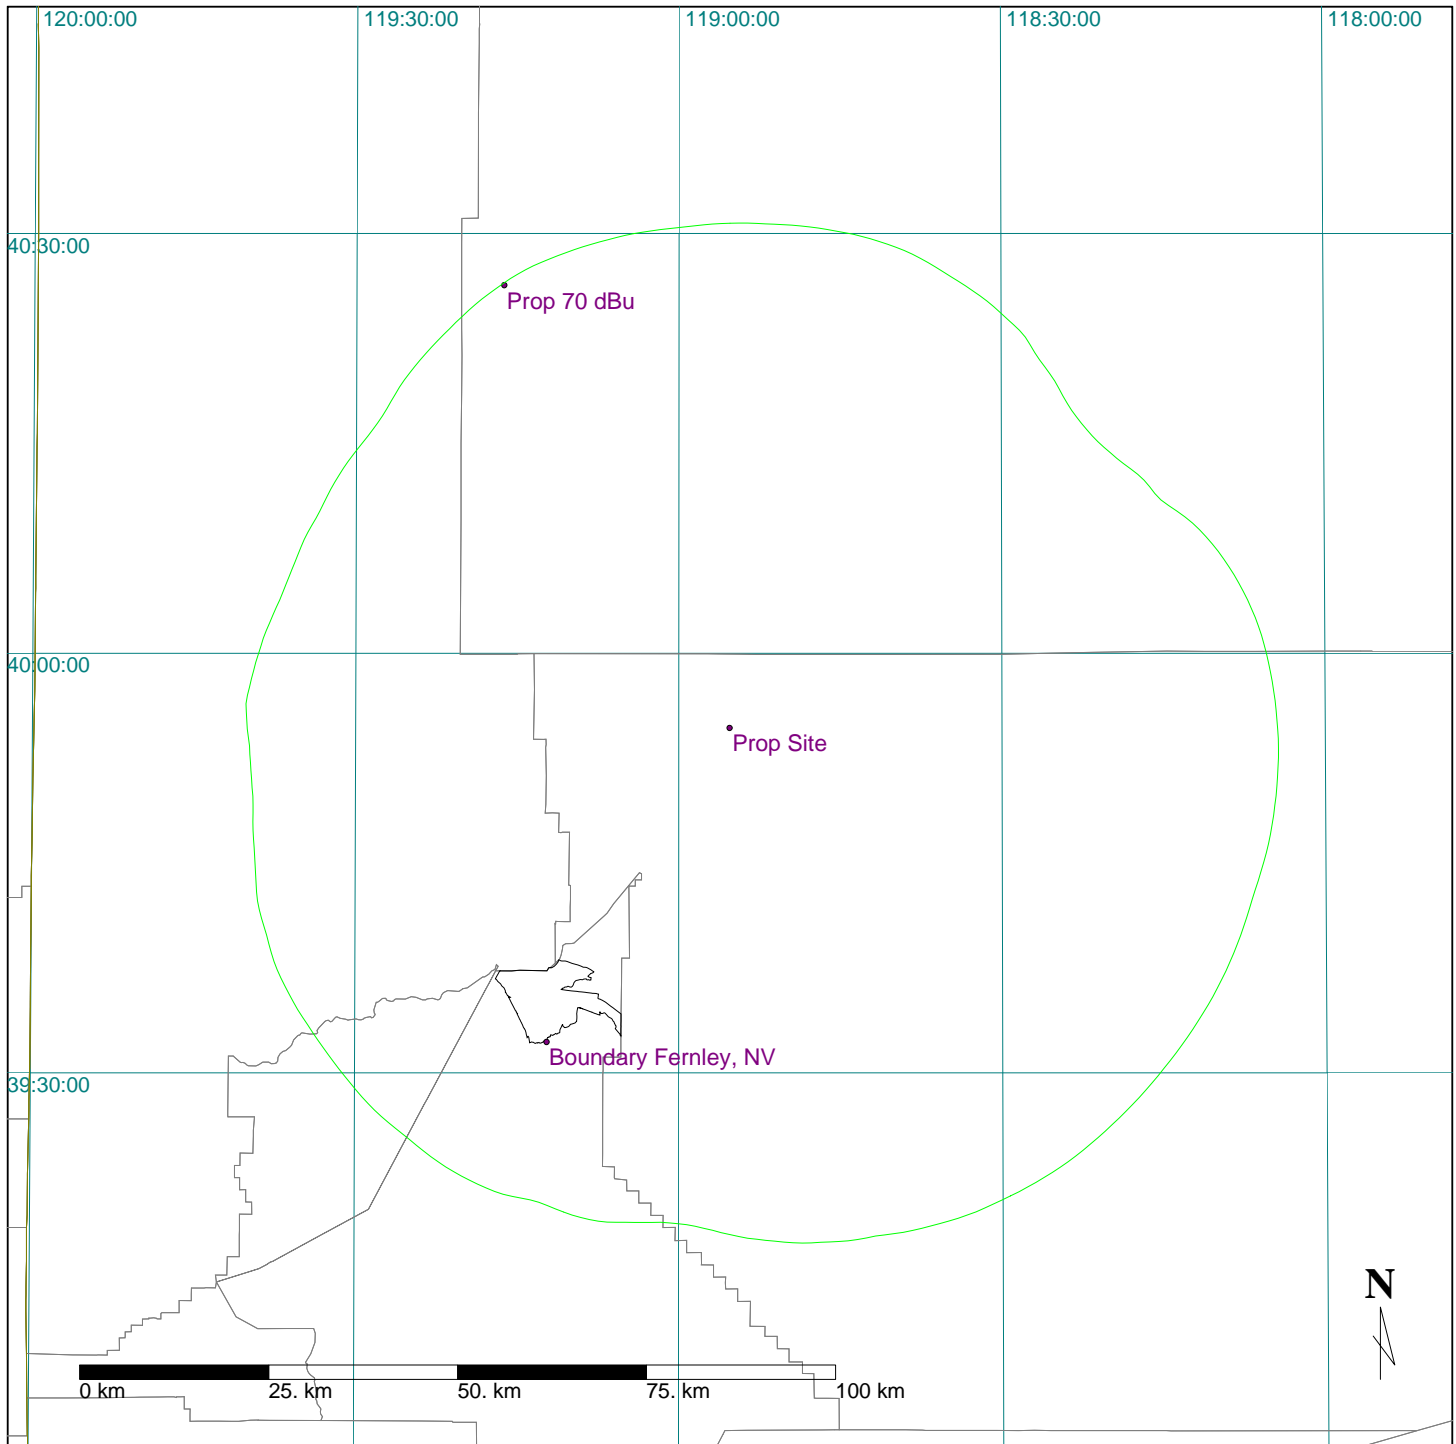 120:00:00
119:30:00
119:00:00
118:30:00
118:00:00
40:30:00
Prop 70 dBu
40:00:00
Prop Site
Boundary Fernley, NV
39:30:00
N
0 km
25. km
50. km
75. km
100 km